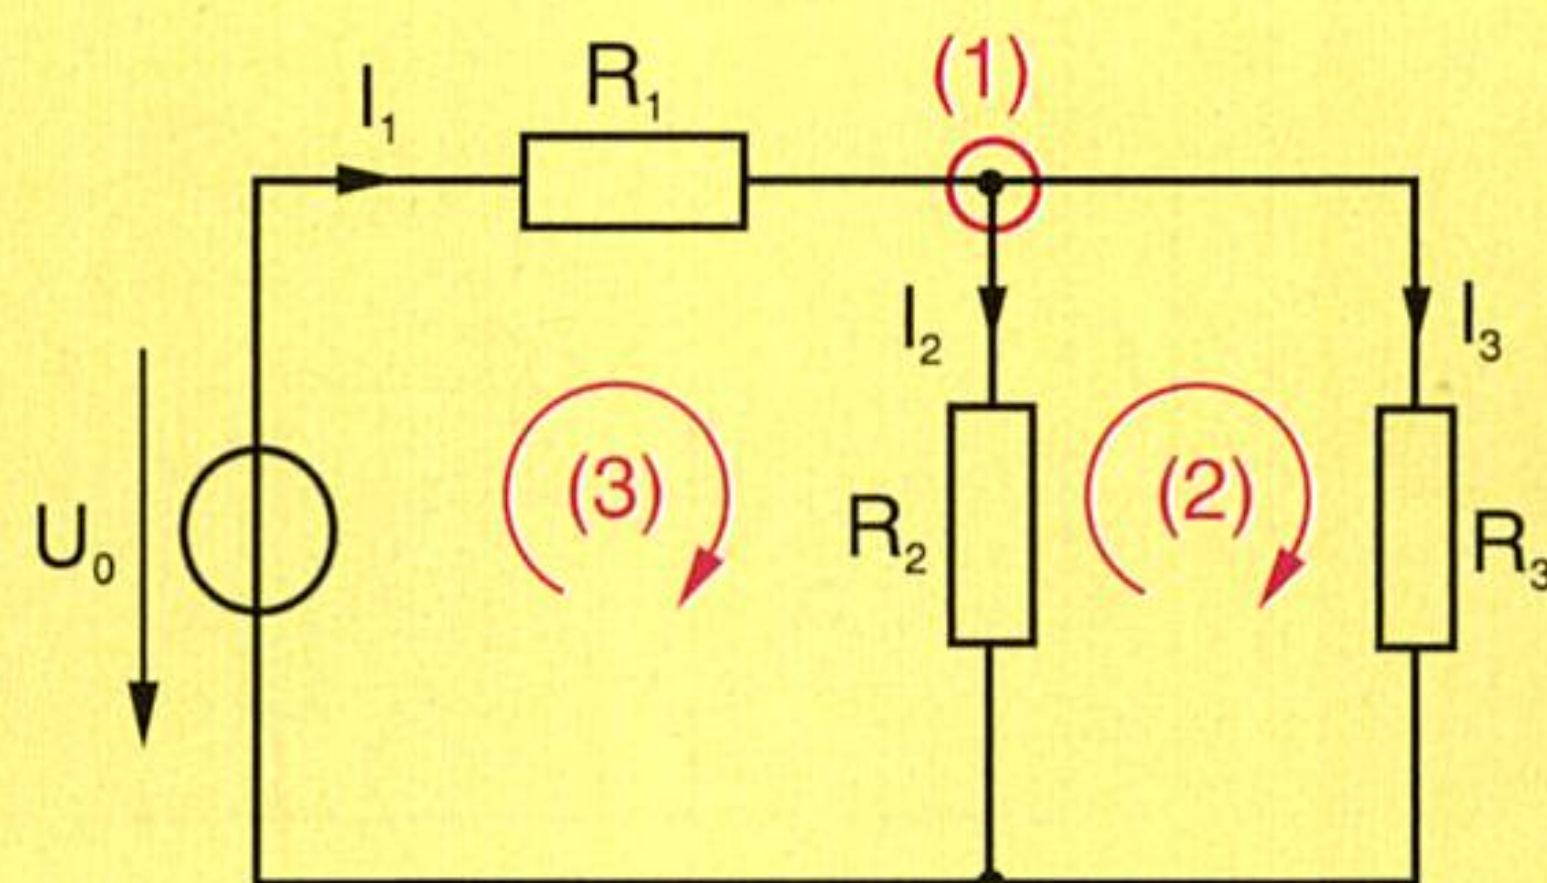 I₁
R₁
(1)
I₂
I₃
U₀
(3)
R₂
(2)
R₃